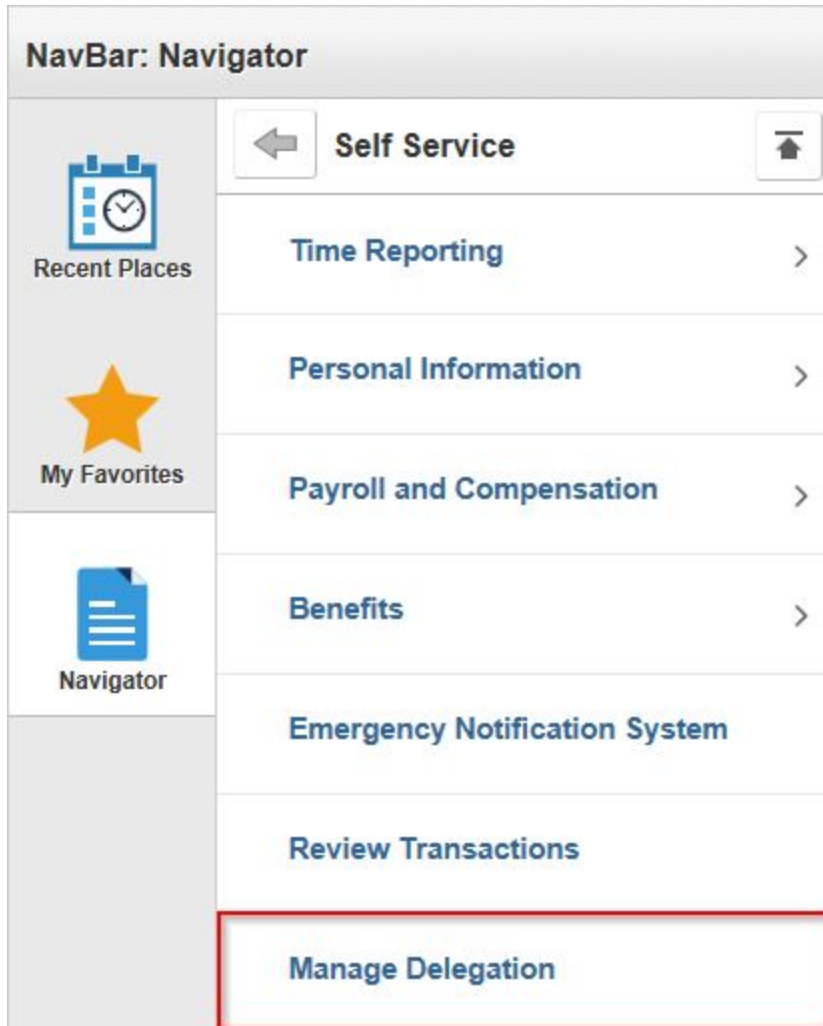 NavBar: Navigator
Self Service
Recent Places
My Favorites
Navigator
Time Reporting
Personal Information
Payroll and Compensation
Benefits
Emergency Notification System
Review Transactions
Manage Delegation